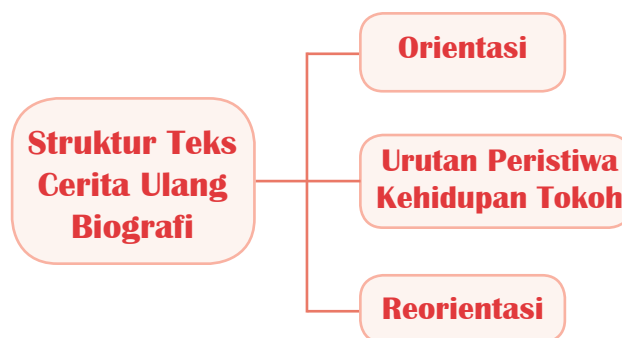 Struktur Teks
Cerita Ulang
Biografi
Orientasi
Urutan Peristiwa
Kehidupan Tokoh
Reorientasi